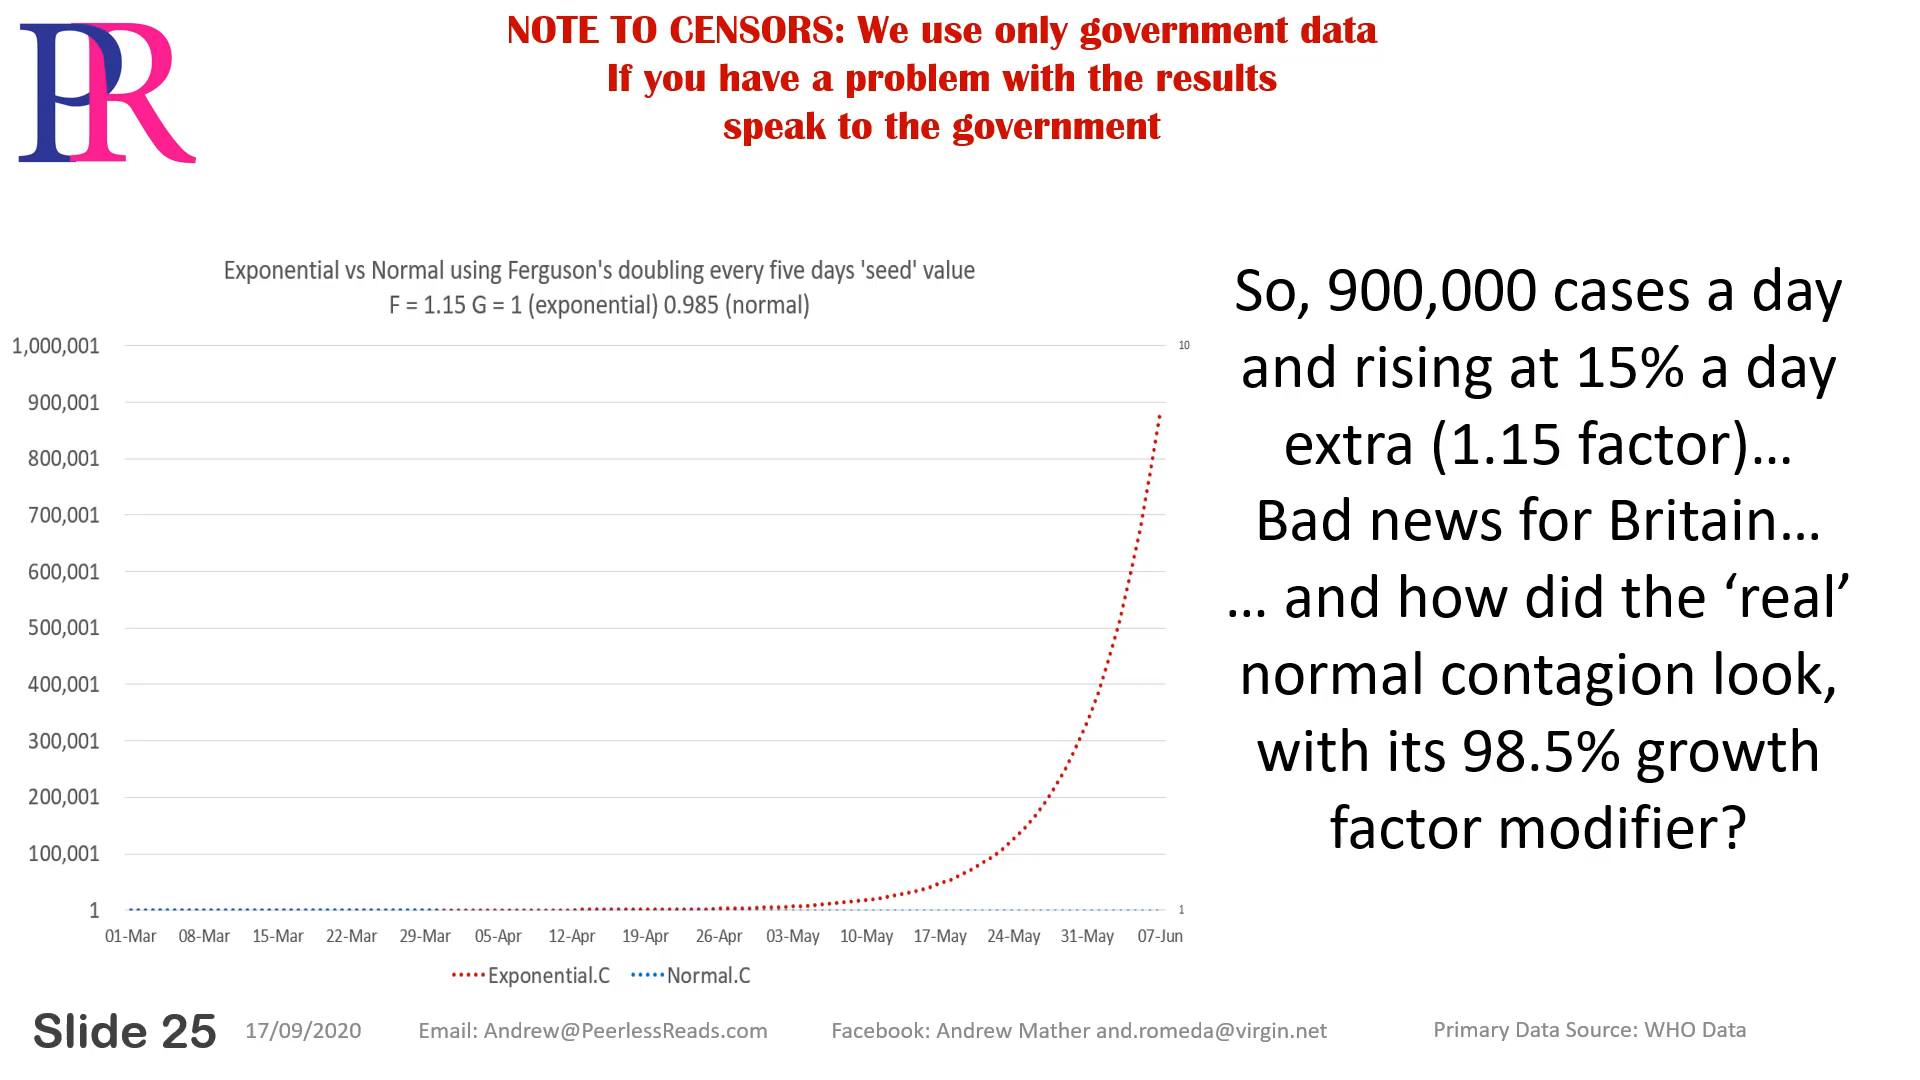 PR
NOTE TO CENSORS: We use only government data
If you have a problem with the results
speak to the government
Exponential vs Normal using Ferguson's doubling every five days 'seed' value
F = 1.15 G = 1 (exponential) 0.985 (normal)
1,000,001
900,001
800,001
700,001
600,001
500,001
400,001
300,001
200,001
100,001
1
10
1
01-Mar 08-Mar 15-Mar 22-Mar 29-Mar 05-Apr 12-Apr 19-Apr 26-Apr 03-May 10-May 17-May 24-May 31-May 07-Jun
Exponential.C Normal.C
So, 900,000 cases a day
and rising at 15% a day
extra (1.15 factor)...
Bad news for Britain...
... and how did the ‘real’
normal contagion look,
with its 98.5% growth
factor modifier?
Slide 25 17/09/2020 Email: Andrew@PeerlessReads.com Facebook: Andrew Mather and.romeda@virgin.net Primary Data Source: WHO Data